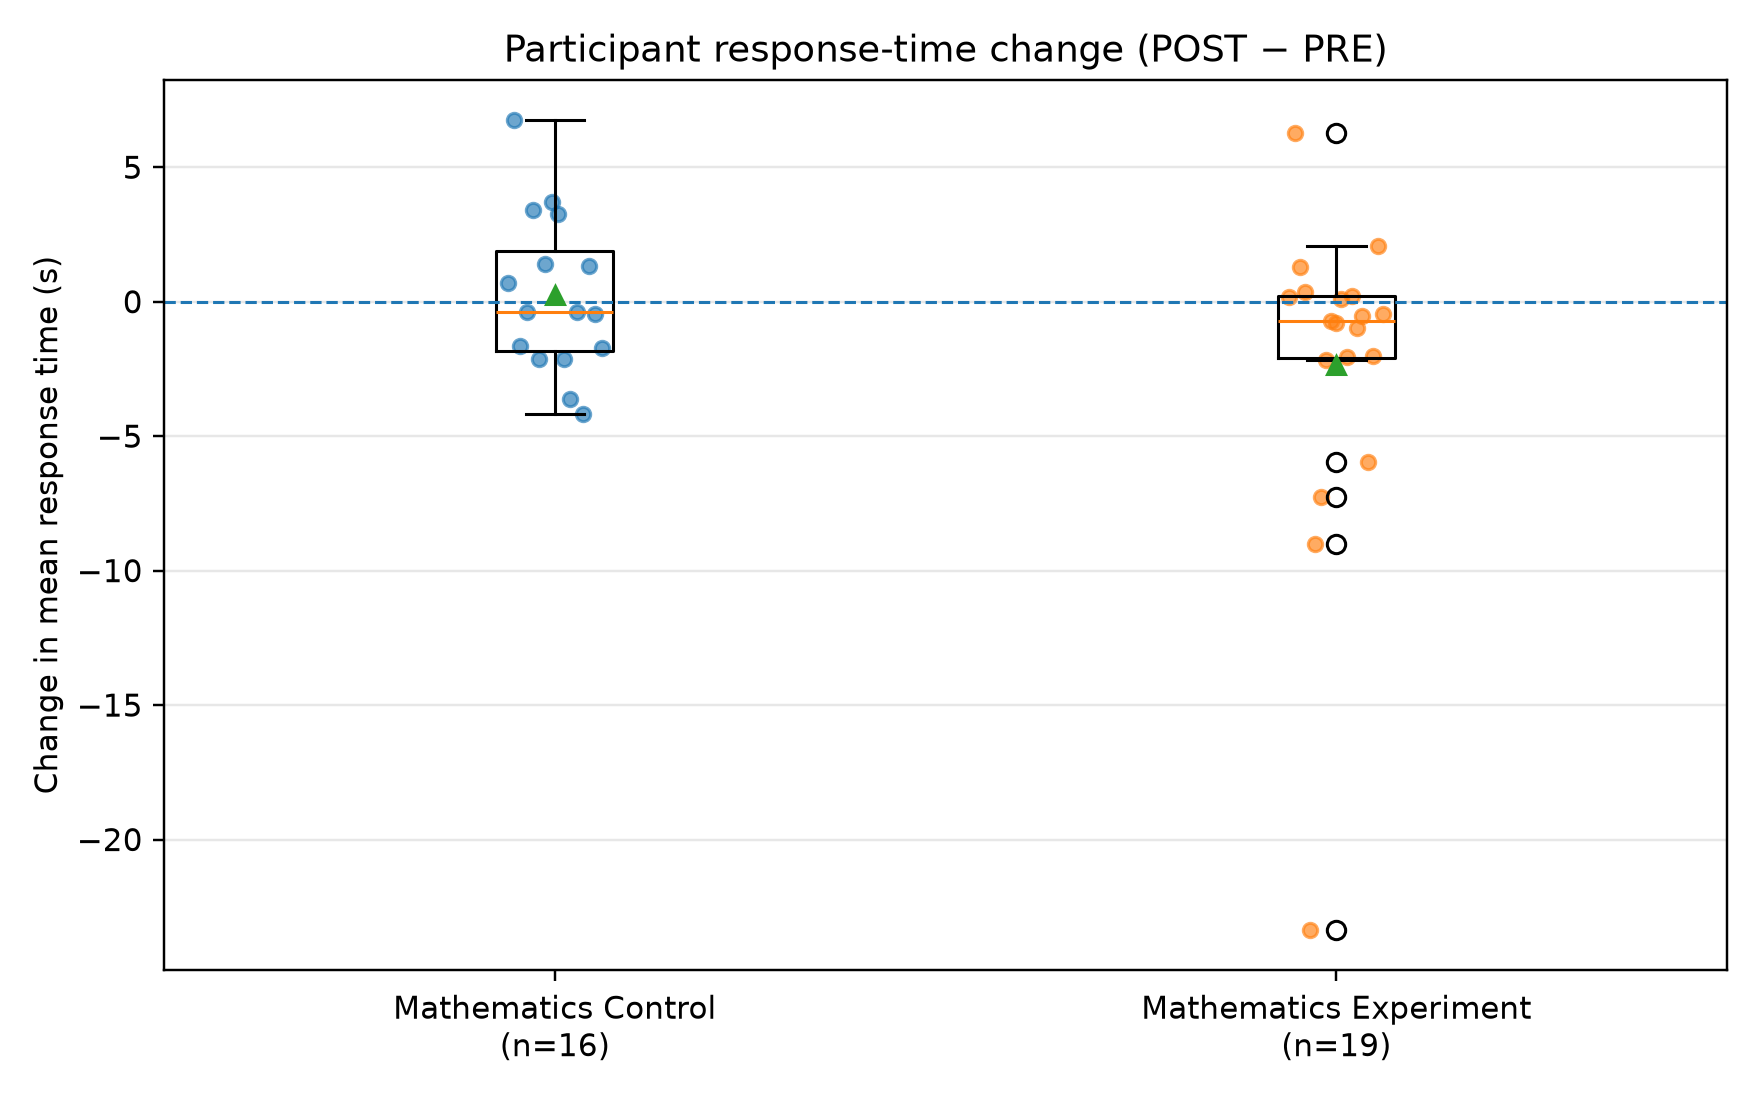 Participant response-time change (POST − PRE)
Change in mean response time (s)
5
0
−5
−10
−15
−20
Mathematics Control
(n=16)
Mathematics Experiment
(n=19)